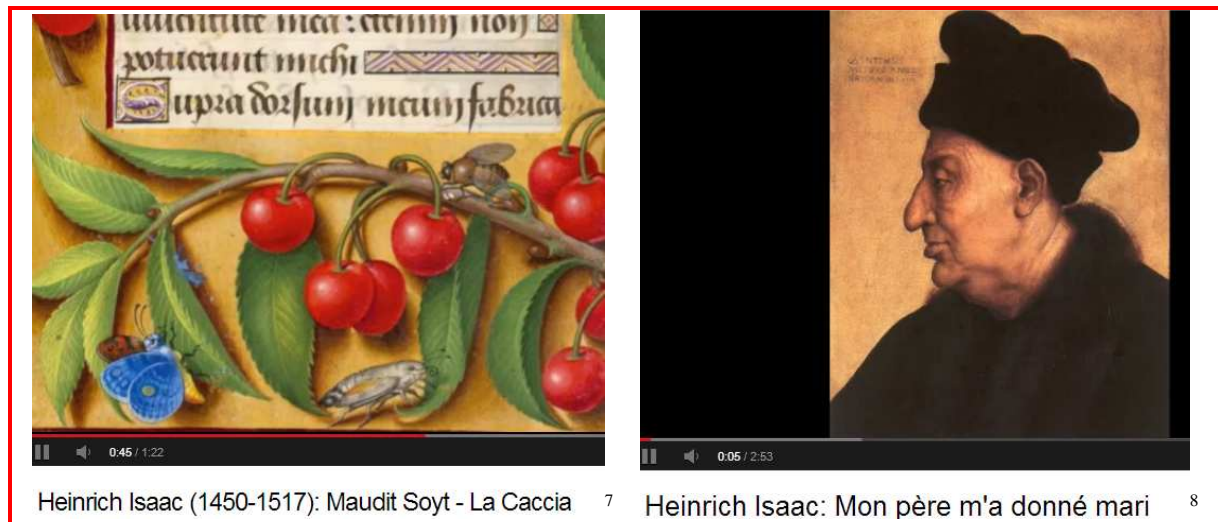 potuerunt michi
Supra dorsum meum fabrica
0:45 / 1:22
0:05 / 2:53
Heinrich Isaac (1450-1517): Maudit Soyt - La Caccia 7
Heinrich Isaac: Mon père m'a donné mari 8